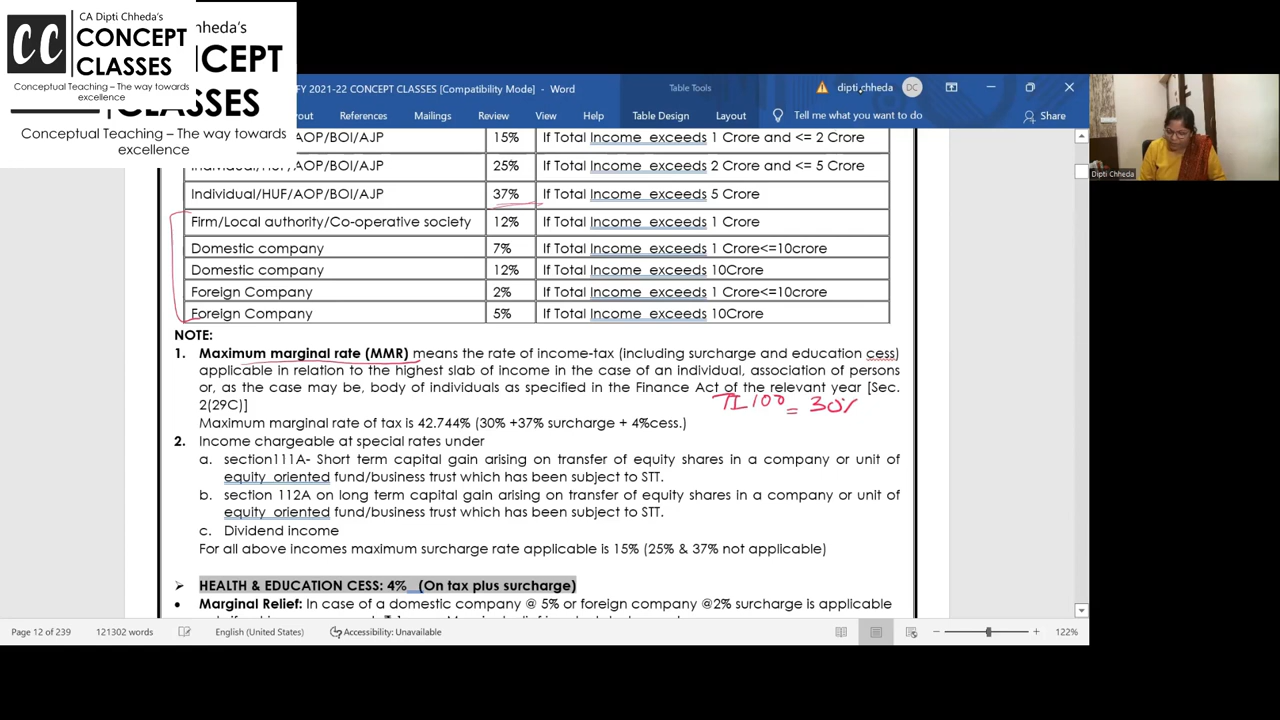 CA Dipti Chheda's
CONCEPT
CLASSES
Conceptual Teaching – The way towards
excellence
hheda's
NCEPT
CLASSES
Conceptual Teaching – The way towards
excellence
FY 2021-22 CONCEPT CLASSES [Compatibility Mode] - Word
Table Tools
dipti chheda
DC
References Mailings Review View Help Table Design Layout Tell me what you want to do Share
Dipti Chheda
/AOP/BOI/AJP 15% If Total Income exceeds 1 Crore and <= 2 Crore
Individual/HUF/AOP/BOI/AJP 25% If Total Income exceeds 2 Crore and <= 5 Crore
Individual/HUF/AOP/BOI/AJP 37% If Total Income exceeds 5 Crore
Firm/Local authority/Co-operative society 12% If Total Income exceeds 1 Crore
Domestic company 7% If Total Income exceeds 1 Crore<=10crore
Domestic company 12% If Total Income exceeds 10Crore
Foreign Company 2% If Total Income exceeds 1 Crore<=10crore
Foreign Company 5% If Total Income exceeds 10Crore
NOTE:
1. Maximum marginal rate (MMR) means the rate of income-tax (including surcharge and education cess)
applicable in relation to the highest slab of income in the case of an individual, association of persons
or, as the case may be, body of individuals as specified in the Finance Act of the relevant year [Sec.
2(29C)]
TI 100 = 30%
Maximum marginal rate of tax is 42.744% (30% +37% surcharge + 4%cess.)
2. Income chargeable at special rates under
a. section111A- Short term capital gain arising on transfer of equity shares in a company or unit of
equity oriented fund/business trust which has been subject to STT.
b. section 112A on long term capital gain arising on transfer of equity shares in a company or unit of
equity oriented fund/business trust which has been subject to STT.
c. Dividend income
For all above incomes maximum surcharge rate applicable is 15% (25% & 37% not applicable)
➢ HEALTH & EDUCATION CESS: 4% (On tax plus surcharge)
• Marginal Relief: In case of a domestic company @ 5% or foreign company @2% surcharge is applicable
Page 12 of 239 121302 words English (United States) Accessibility: Unavailable 122%